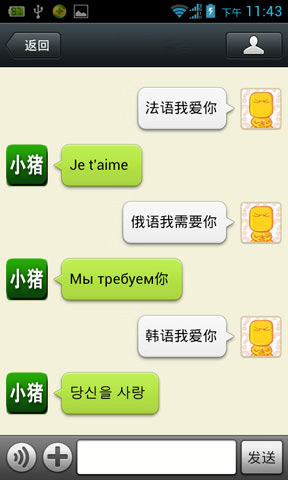 下午 11:43
返回
法语我爱你
小猪
Je t'aime
俄语我需要你
小猪
Мы требуем你
韩语我爱你
小猪
당신을 사랑
发送